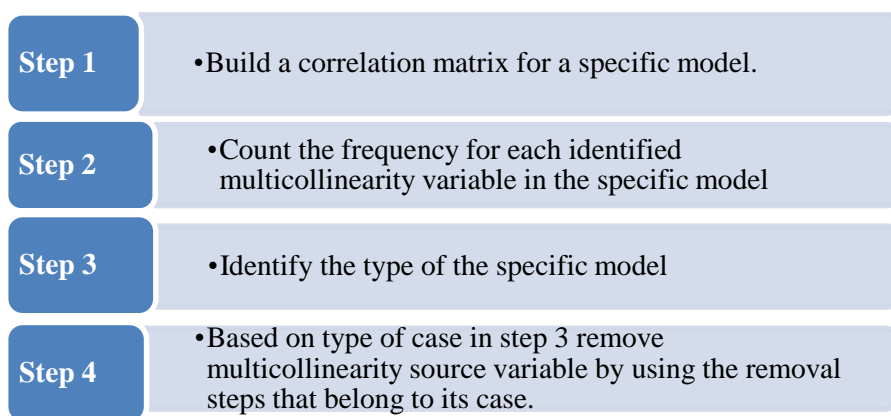 Step 1
•Build a correlation matrix for a specific model.
Step 2
•Count the frequency for each identified
multicollinearity variable in the specific model
Step 3
•Identify the type of the specific model
Step 4
•Based on type of case in step 3 remove
multicollinearity source variable by using the removal
steps that belong to its case.